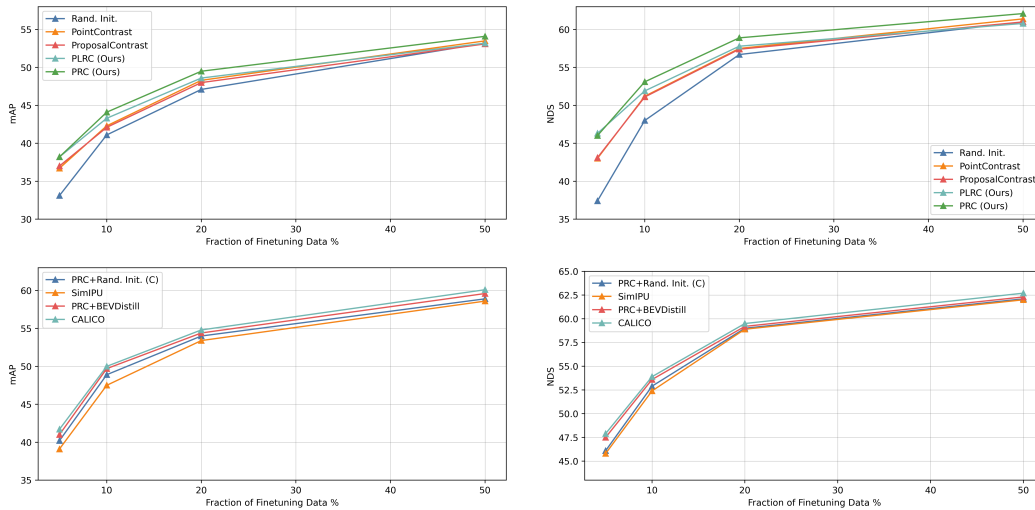 55
50
45
40
35
30
mAP
10
20
30
40
50
Fraction of Finetuning Data %
Rand. Init.
PointContrast
ProposalContrast
PLRC (Ours)
PRC (Ours)
60
55
50
45
40
35
NDS
10
20
30
40
50
Fraction of Finetuning Data %
Rand. Init.
PointContrast
ProposalContrast
PLRC (Ours)
PRC (Ours)
60
55
50
45
40
35
mAP
10
20
30
40
50
Fraction of Finetuning Data %
PRC+Rand. Init. (C)
SimIPU
PRC+BEVDistill
CALICO
65.0
62.5
60.0
57.5
55.0
52.5
50.0
47.5
45.0
NDS
10
20
30
40
50
Fraction of Finetuning Data %
PRC+Rand. Init. (C)
SimIPU
PRC+BEVDistill
CALICO